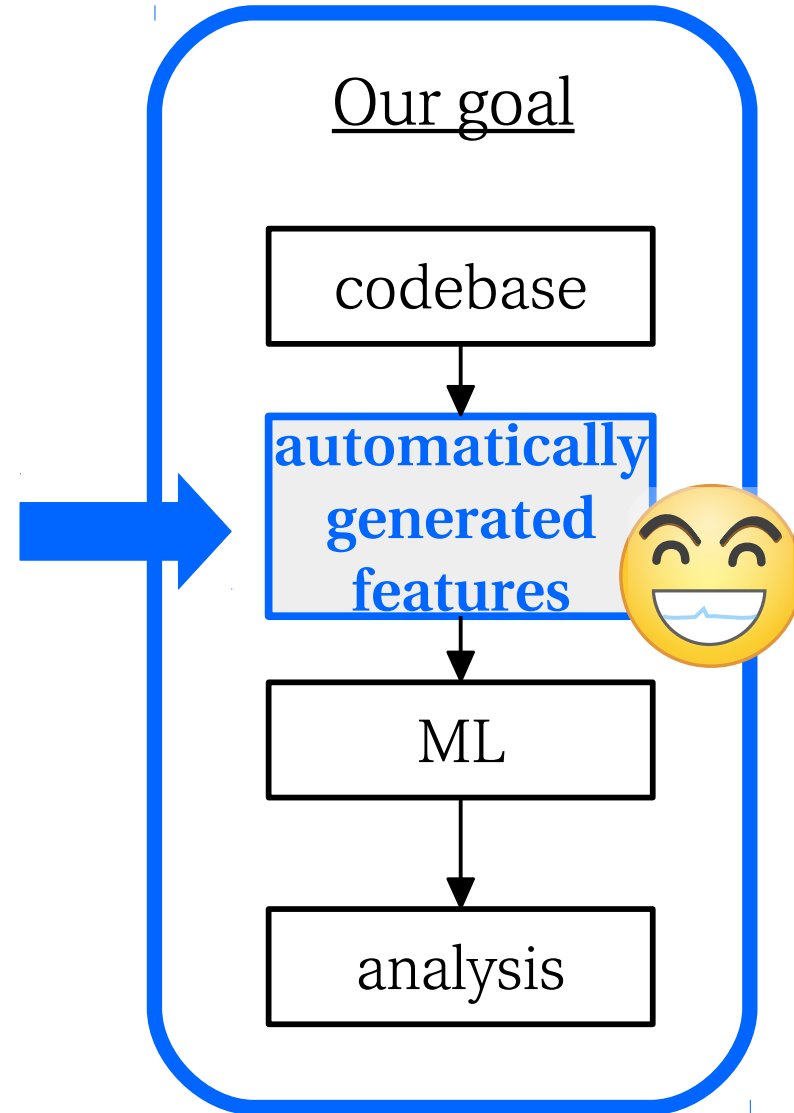 Our goal
codebase
automatically
generated
features
ML
analysis